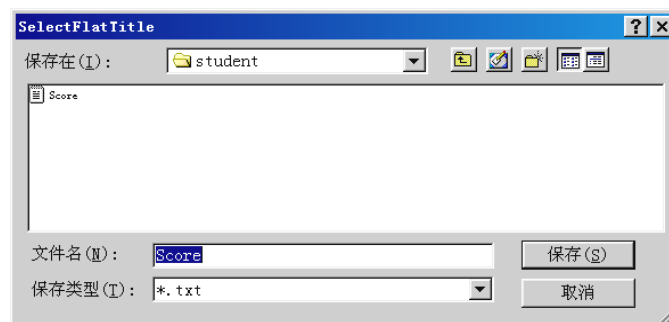 SelectFlatTitle
保存在(I): student
Score
文件名(N): Score 保存(S)
保存类型(T): *.txt 取消